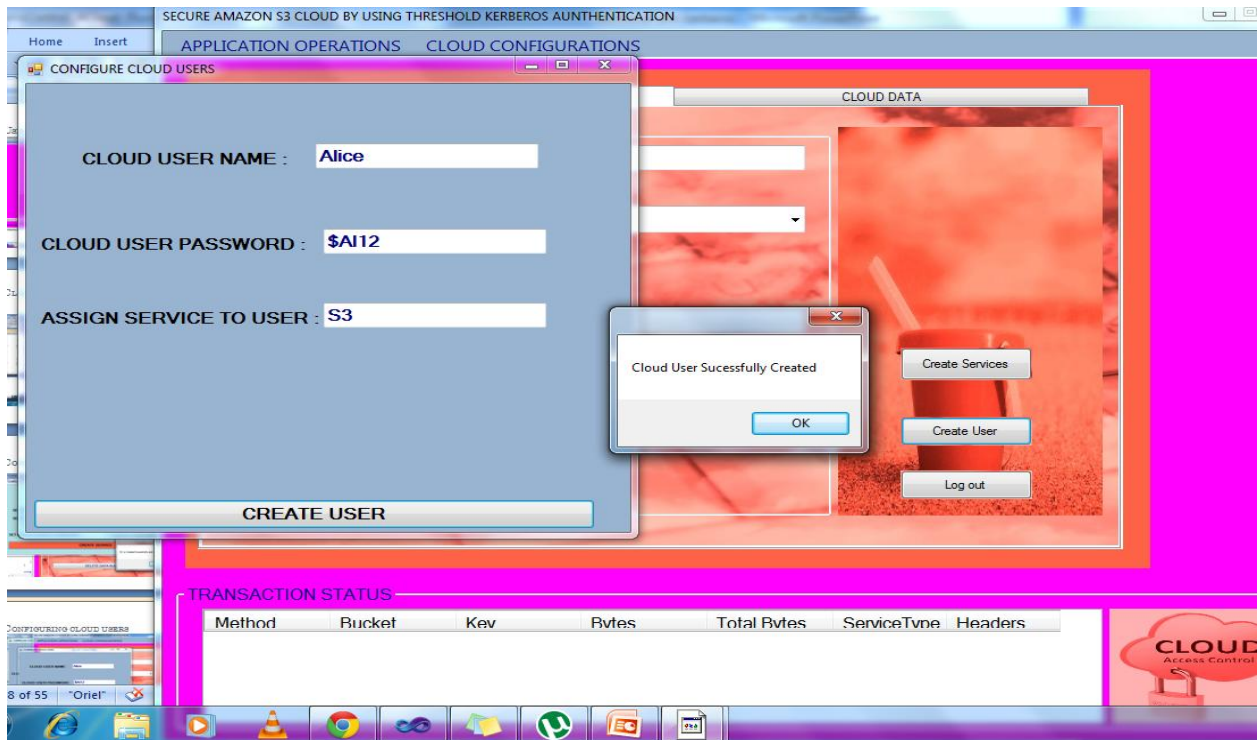 SECURE AMAZON S3 CLOUD BY USING THRESHOLD KERBEROS AUNTHENTICATION
Home Insert
APPLICATION OPERATIONS CLOUD CONFIGURATIONS
CONFIGURE CLOUD USERS
CLOUD DATA
CLOUD USER NAME : Alice
CLOUD USER PASSWORD : $Al12
ASSIGN SERVICE TO USER : S3
CREATE USER
Cloud User Sucessfully Created
OK
Create Services
Create User
Log out
TRANSACTION STATUS
Method Bucket Key Bytes Total Bytes ServiceType Headers
CONFIGURING CLOUD USERS
8 of 55 "Oriel"
CLOUD
Access Control